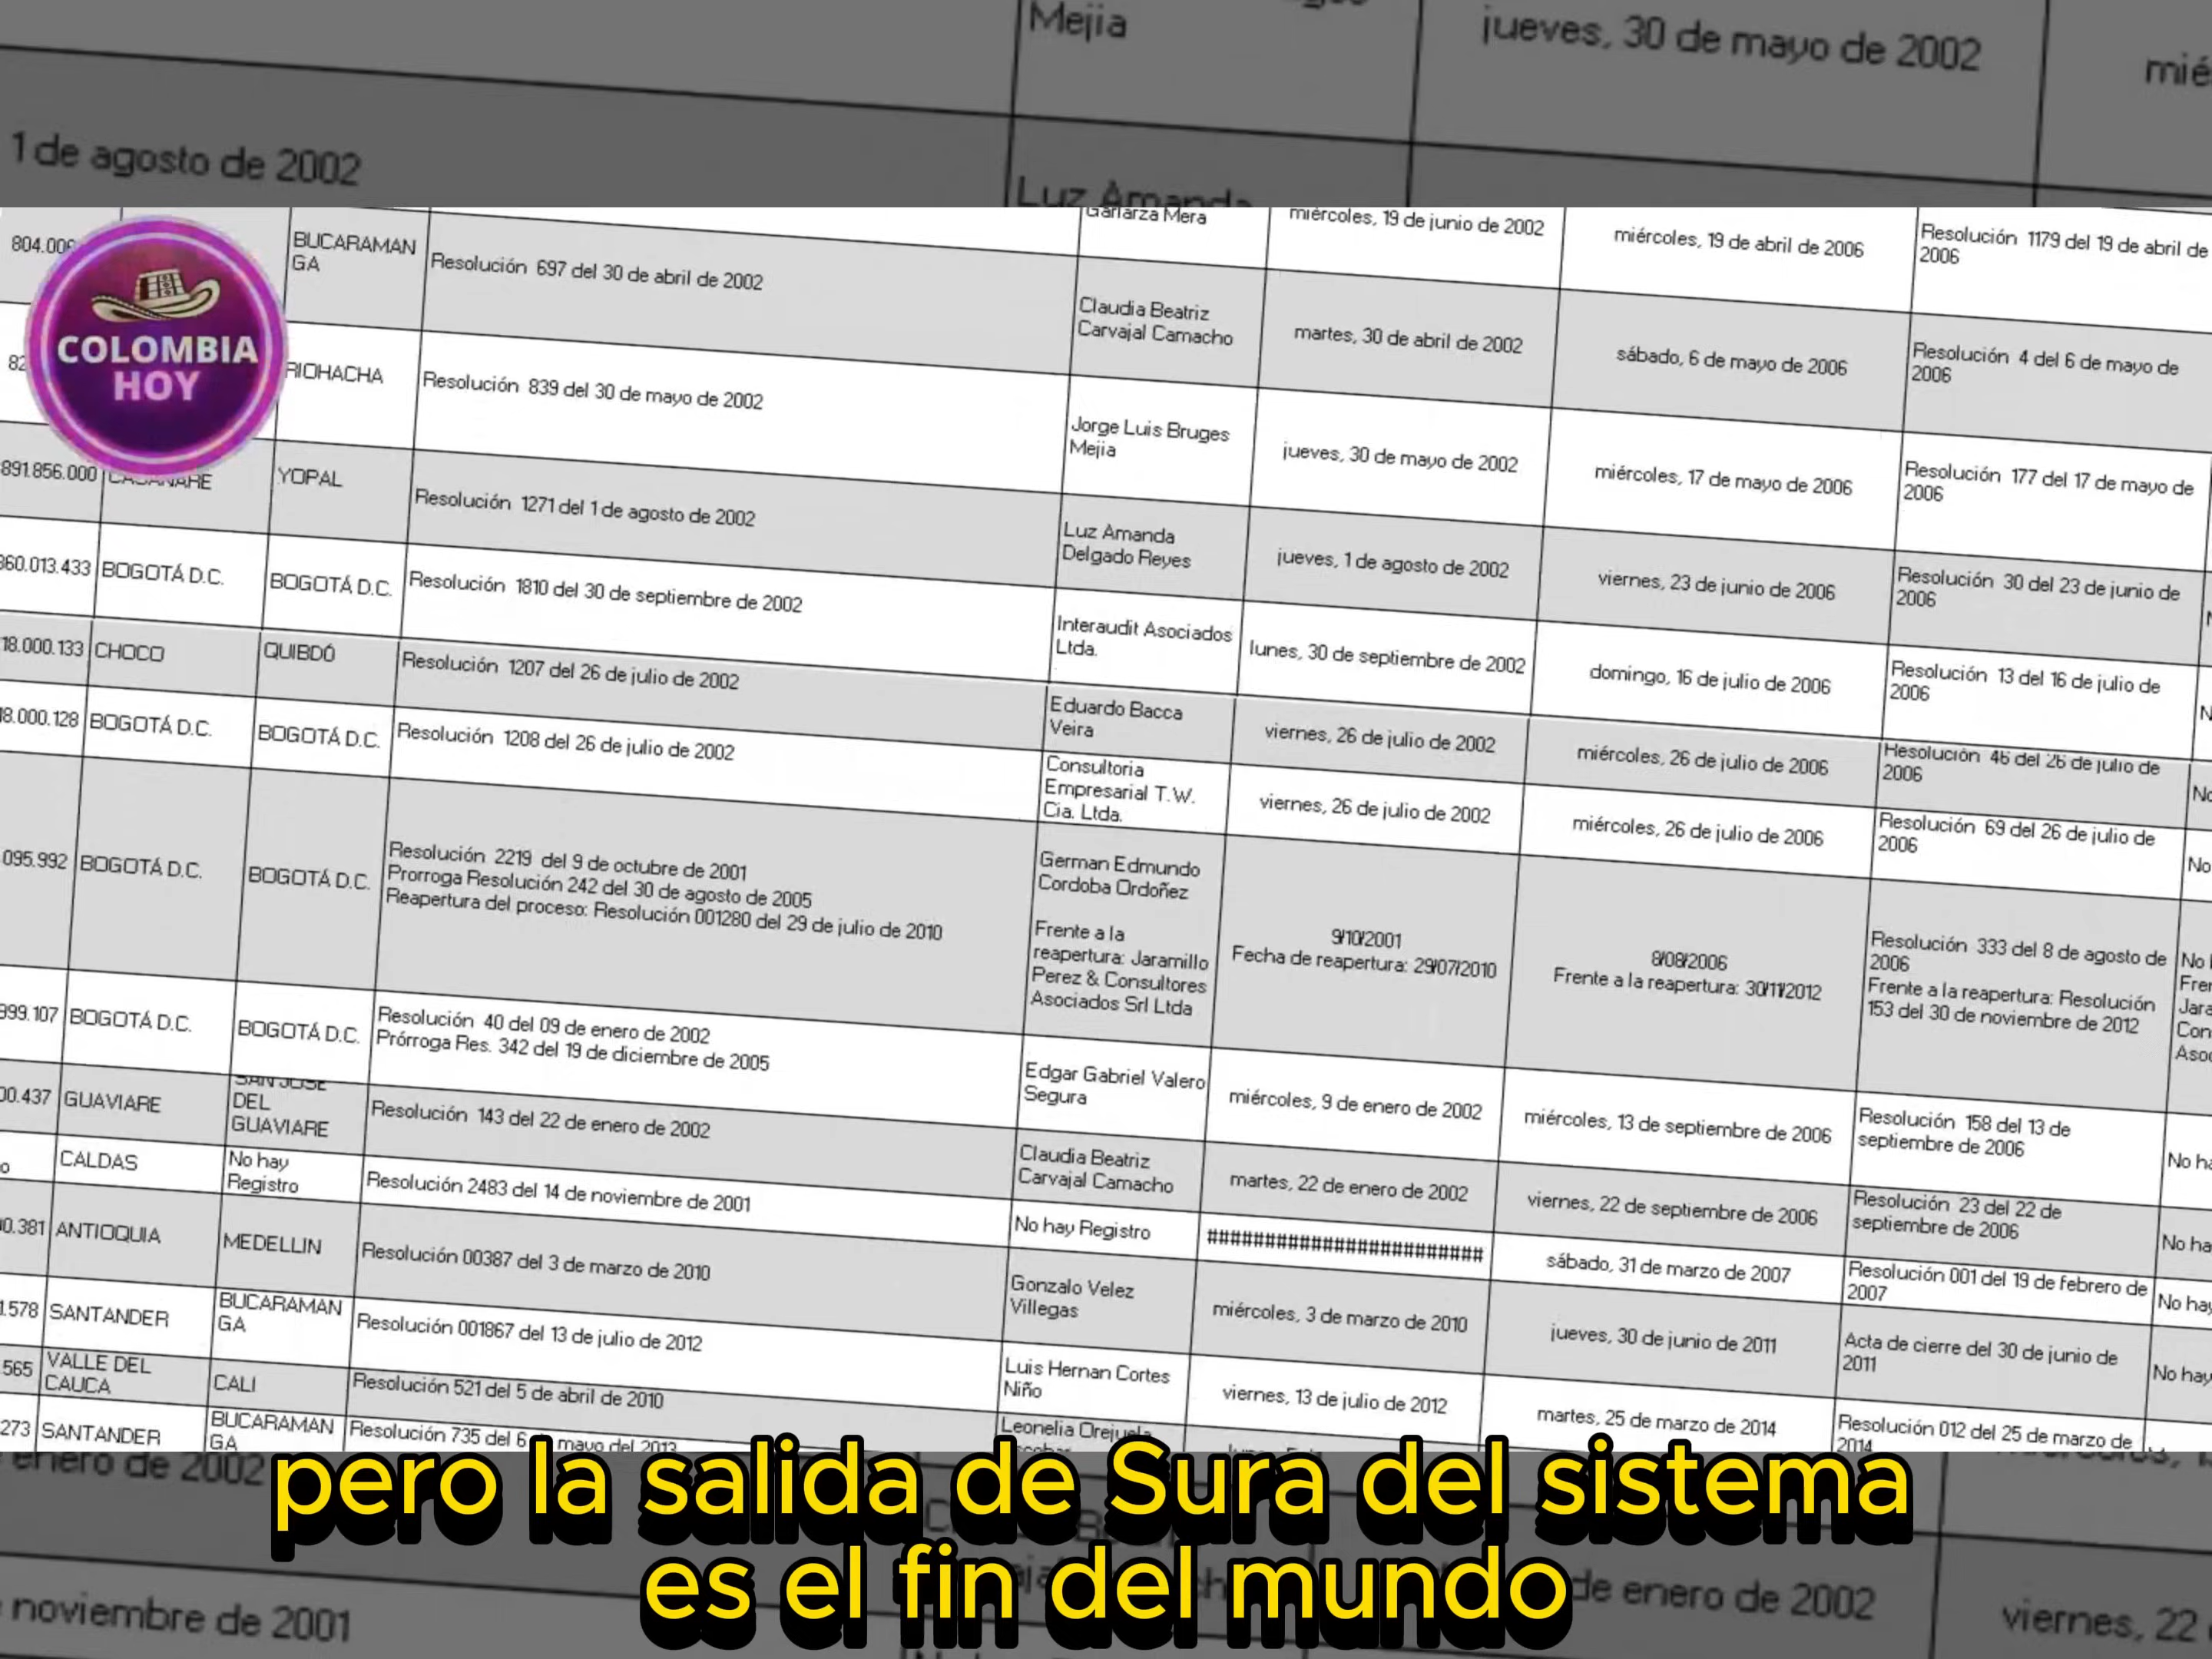 Mejia
jueves, 30 de mayo de 2002
1 de agosto de 2002
Luz Amanda
COLOMBIA
HOY
Garlarza Mera
miércoles, 19 de junio de 2002
miércoles, 19 de abril de 2006
Resolución 1179 del 19 de abril de
2006
BUCARAMAN
GA
Resolución 697 del 30 de abril de 2002
Claudia Beatriz
Carvajal Camacho
martes, 30 de abril de 2002
sábado, 6 de mayo de 2006
Resolución 4 del 6 de mayo de
2006
RIOHACHA
Resolución 839 del 30 de mayo de 2002
Jorge Luis Bruges
Mejia
jueves, 30 de mayo de 2002
miércoles, 17 de mayo de 2006
Resolución 177 del 17 de mayo de
2006
891.856.000
CASANARE
YOPAL
Resolución 1271 del 1 de agosto de 2002
Luz Amanda
Delgado Reyes
jueves, 1 de agosto de 2002
viernes, 23 de junio de 2006
Resolución 30 del 23 de junio de
2006
860.013.433
BOGOTÁ D.C.
BOGOTÁ D.C.
Resolución 1810 del 30 de septiembre de 2002
Interaudit Asociados
Ltda.
lunes, 30 de septiembre de 2002
domingo, 16 de julio de 2006
Resolución 13 del 16 de julio de
2006
18.000.133
CHOCO
QUIBDÓ
Resolución 1207 del 26 de julio de 2002
Eduardo Bacca
Veira
viernes, 26 de julio de 2002
miércoles, 26 de julio de 2006
Resolución 46 del 26 de julio de
2006
18.000.128
BOGOTÁ D.C.
BOGOTÁ D.C.
Resolución 1208 del 26 de julio de 2002
Consultoria
Empresarial T.W.
Cia. Ltda.
viernes, 26 de julio de 2002
miércoles, 26 de julio de 2006
Resolución 69 del 26 de julio de
2006
095.992
BOGOTÁ D.C.
BOGOTÁ D.C.
Resolución 2219 del 9 de octubre de 2001
Prorroga Resolución 242 del 30 de agosto de 2005
Reapertura del proceso: Resolución 001280 del 29 de julio de 2010
German Edmundo
Cordoba Ordoñez
Frente a la
reapertura: Jaramillo
Perez & Consultores
Asociados Srl Ltda
9/10/2001
Fecha de reapertura: 29/07/2010
8/08/2006
Frente a la reapertura: 30/11/2012
Resolución 333 del 8 de agosto de
2006
Frente a la reapertura: Resolución
153 del 30 de noviembre de 2012
999.107
BOGOTÁ D.C.
BOGOTÁ D.C.
Resolución 40 del 09 de enero de 2002
Prórroga Res. 342 del 19 de diciembre de 2005
Edgar Gabriel Valero
Segura
miércoles, 9 de enero de 2002
miércoles, 13 de septiembre de 2006
Resolución 158 del 13 de
septiembre de 2006
00.437
GUAVIARE
SAN JOSE
DEL
GUAVIARE
Resolución 143 del 22 de enero de 2002
Claudia Beatriz
Carvajal Camacho
martes, 22 de enero de 2002
viernes, 22 de septiembre de 2006
Resolución 23 del 22 de
septiembre de 2006
CALDAS
No hay
Registro
Resolución 2483 del 14 de noviembre de 2001
No hay Registro
########################
sábado, 31 de marzo de 2007
Resolución 001 del 19 de febrero de
2007
0.381
ANTIOQUIA
MEDELLIN
Resolución 00387 del 3 de marzo de 2010
Gonzalo Velez
Villegas
miércoles, 3 de marzo de 2010
jueves, 30 de junio de 2011
Acta de cierre del 30 de junio de
2011
1.578
SANTANDER
BUCARAMAN
GA
Resolución 001867 del 13 de julio de 2012
Luis Hernan Cortes
Niño
viernes, 13 de julio de 2012
martes, 25 de marzo de 2014
Resolución 012 del 25 de marzo de
2014
565
VALLE DEL
CAUCA
CALI
Resolución 521 del 5 de abril de 2010
Leonelia Orejuela
273
SANTANDER
BUCARAMAN
GA
Resolución 735 del 6 mayo del 2013
enero de 2002
pero la salida de Sura del sistema
es el fin del mundo
de enero de 2002
noviembre de 2001
viernes, 22